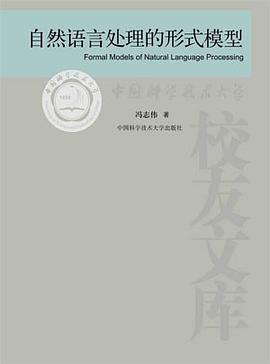 自然语言处理的形式模型
Formal Models of Natural Language Processing
中国科学技术大学
1958
冯志伟 著
中国科学技术大学出版社
校友文库